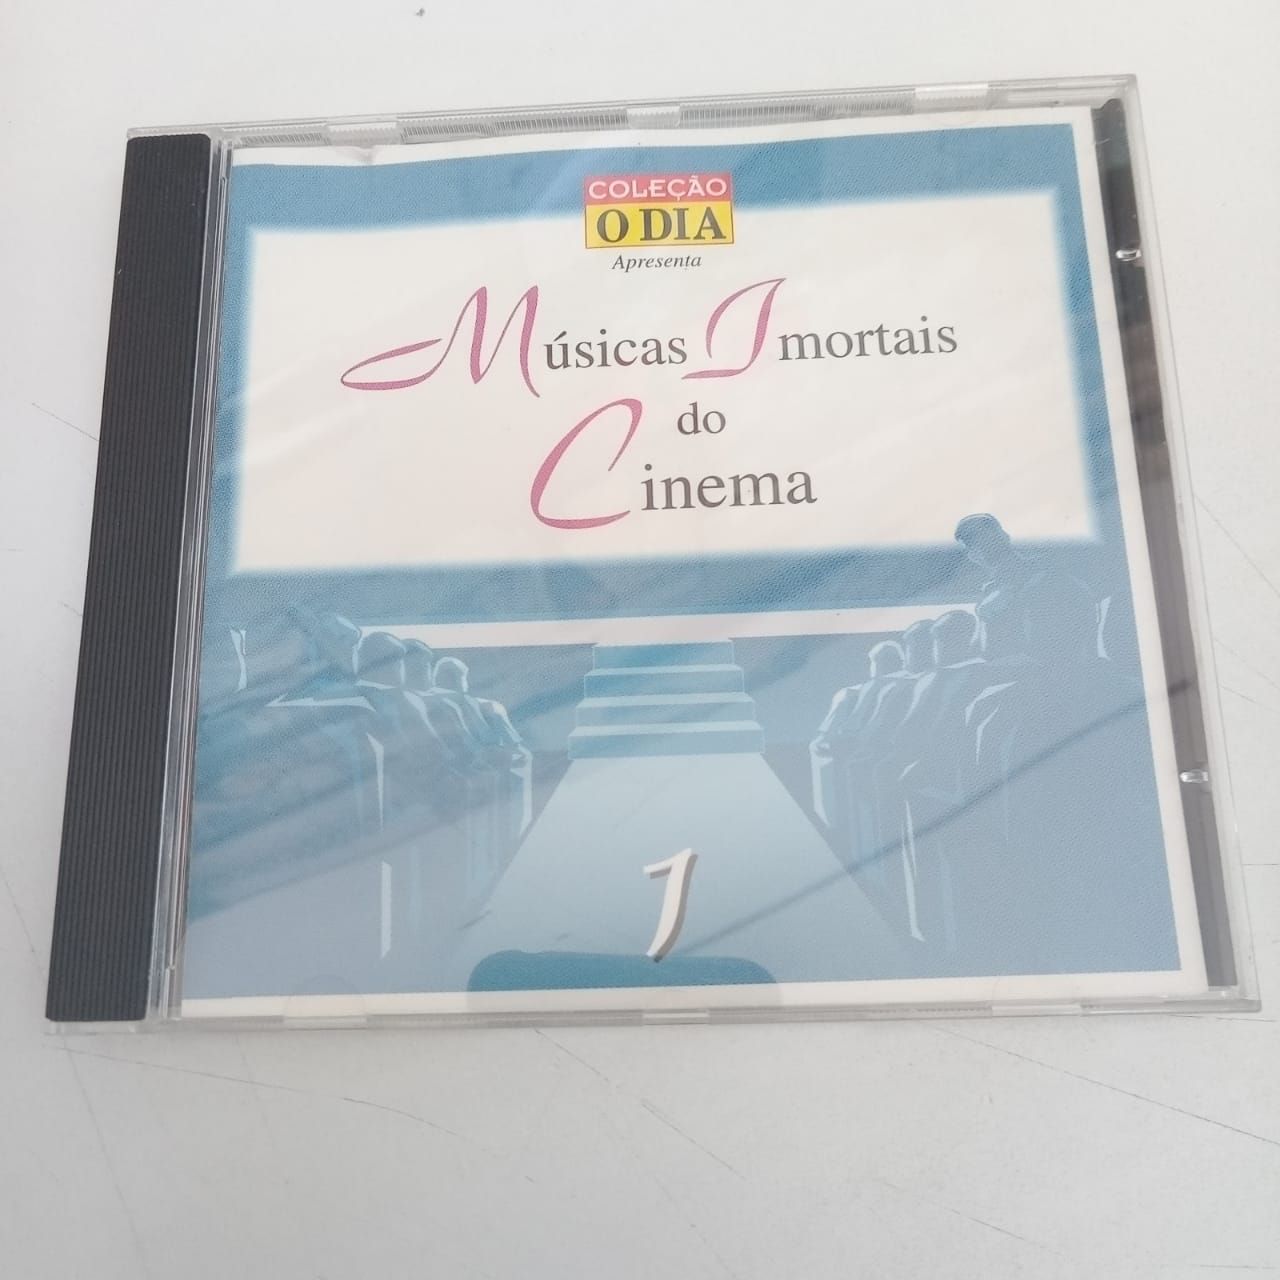 COLEÇÃO
O DIA
Apresenta
Músicas Imortais
do
Cinema
1